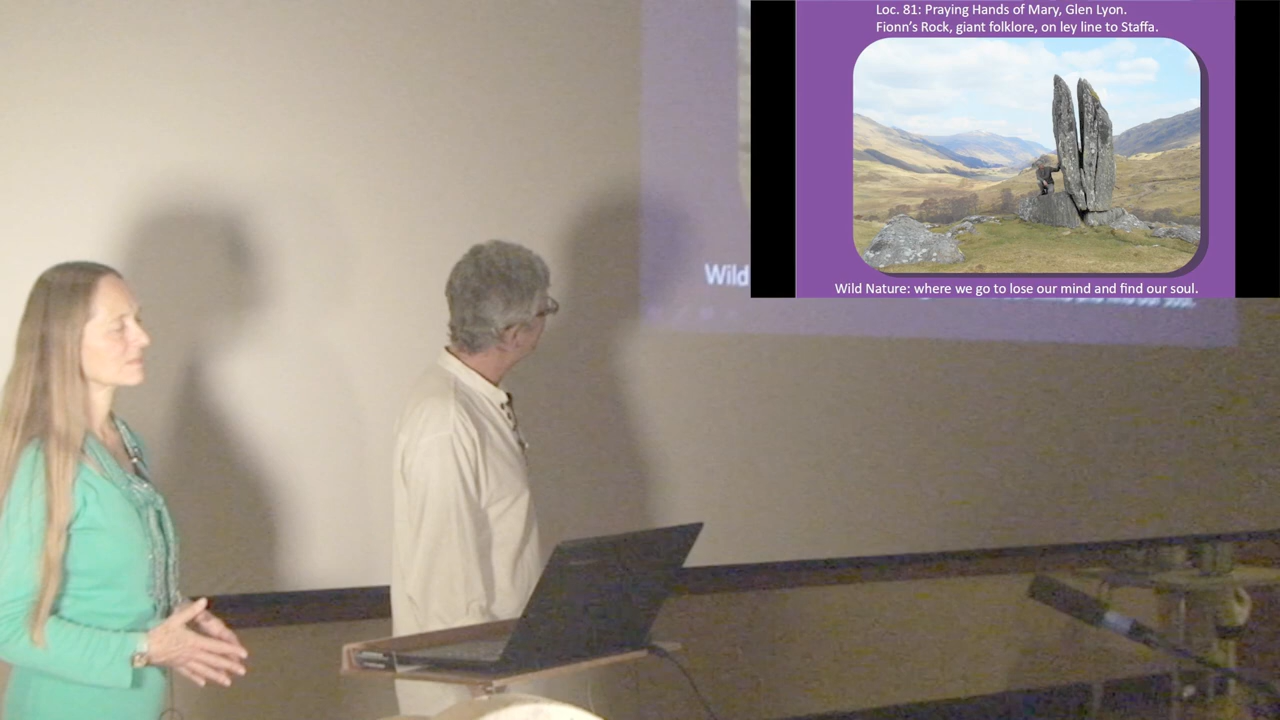 Loc. 81: Praying Hands of Mary, Glen Lyon.
Fionn's Rock, giant folklore, on ley line to Staffa.
Wild Nature: where we go to lose our mind and find our soul.
Wild